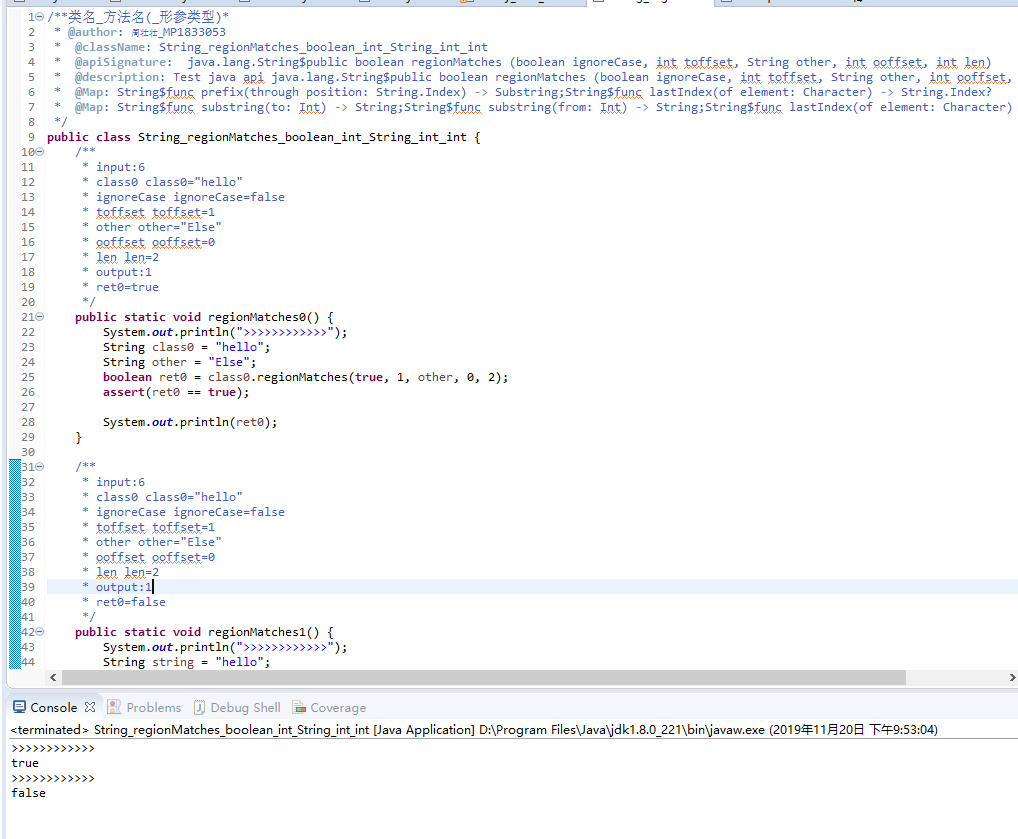 1 /**类名_方法名(_形参类型)*
2 * @author: 周壮壮_MP1833053
3 * @className: String_regionMatches_boolean_int_String_int_int
4 * @apiSignature: java.lang.String$public boolean regionMatches (boolean ignoreCase, int toffset, String other, int ooffset, int len)
5 * @description: Test java api java.lang.String$public boolean regionMatches (boolean ignoreCase, int toffset, String other, int ooffset,
6 * @Map: String$func prefix(through position: String.Index) -> Substring;String$func lastIndex(of element: Character) -> String.Index?
7 * @Map: String$func substring(to: Int) -> String;String$func substring(from: Int) -> String;String$func lastIndex(of element: Character)
8 */
9 public class String_regionMatches_boolean_int_String_int_int {
10 /**
11 * input:6
12 * class0 class0="hello"
13 * ignoreCase ignoreCase=false
14 * toffset toffset=1
15 * other other="Else"
16 * ooffset ooffset=0
17 * len len=2
18 * output:1
19 * ret0=true
20 */
21 public static void regionMatches0() {
22 System.out.println(">>>>>>>>>>>>");
23 String class0 = "hello";
24 String other = "Else";
25 boolean ret0 = class0.regionMatches(true, 1, other, 0, 2);
26 assert(ret0 == true);
27
28 System.out.println(ret0);
29 }
30
31 /**
32 * input:6
33 * class0 class0="hello"
34 * ignoreCase ignoreCase=false
35 * toffset toffset=1
36 * other other="Else"
37 * ooffset ooffset=0
38 * len len=2
39 * output:1
40 * ret0=false
41 */
42 public static void regionMatches1() {
43 System.out.println(">>>>>>>>>>>>");
44 String string = "hello";
Console Problems Debug Shell Coverage
<terminated> String_regionMatches_boolean_int_String_int_int [Java Application] D:\Program Files\Java\jdk1.8.0_221\bin\javaw.exe (2019年11月20日 下午9:53:04)
>>>>>>>>>>>>
true
>>>>>>>>>>>>
false